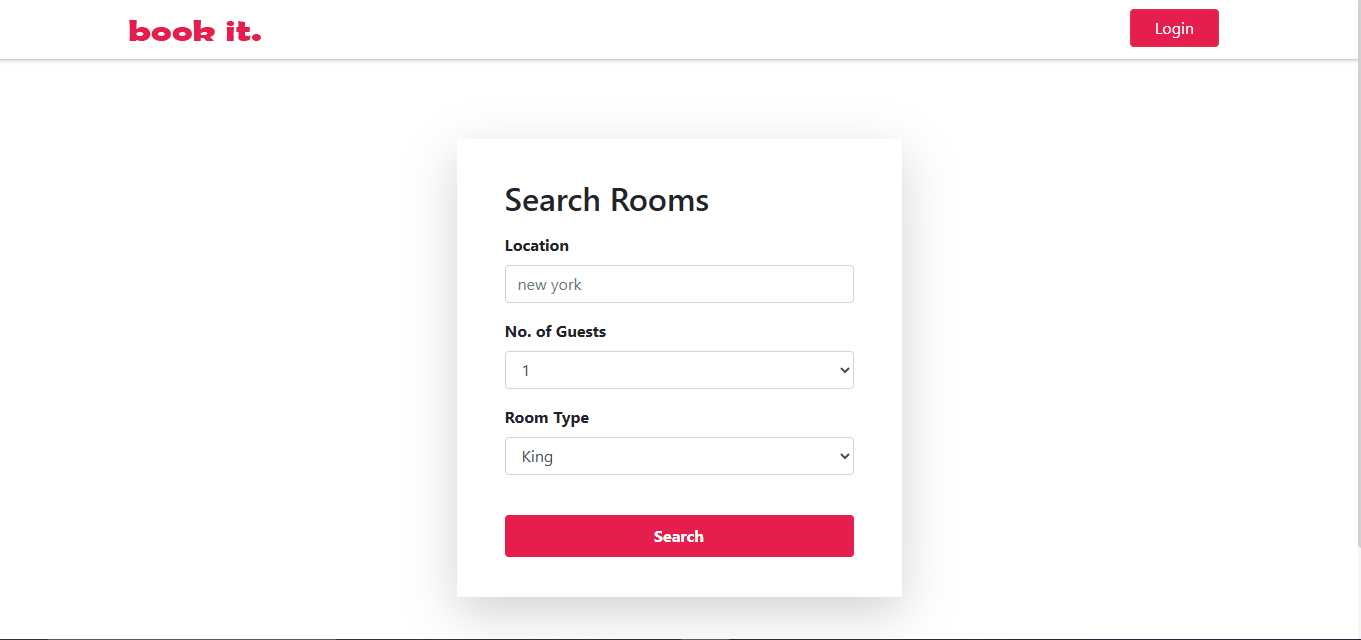 book it.
Login
Search Rooms
Location
new york
No. of Guests
1
Room Type
King
Search